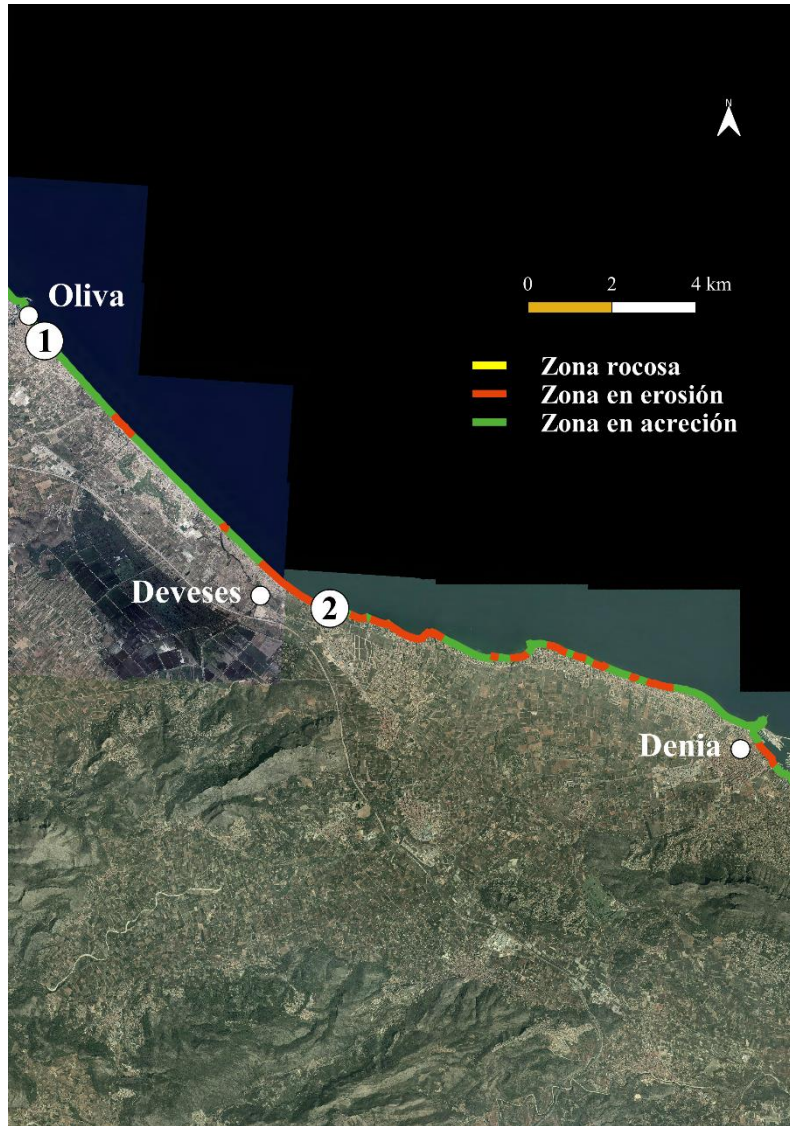 N
Oliva
1
0 2 4 km
Zona rocosa
Zona en erosión
Zona en acreción
Deveses
2
Denia